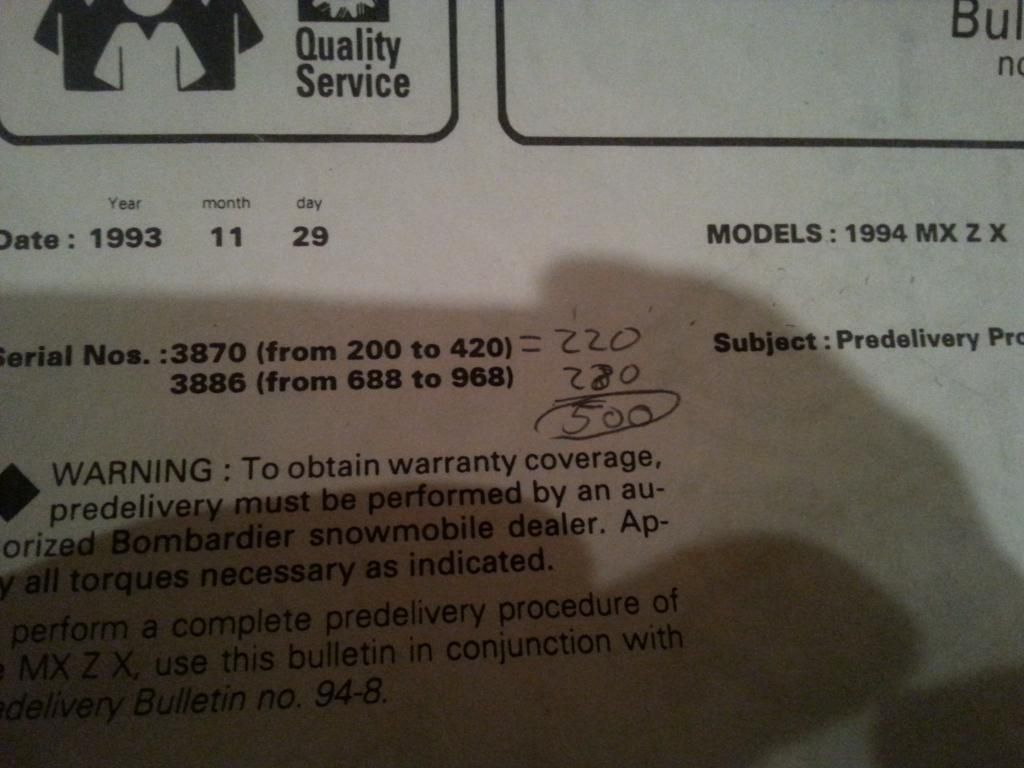 Quality
Service
Bul
no
Year month day
Date : 1993 11 29
MODELS : 1994 MX Z X
Serial Nos. :3870 (from 200 to 420) = 220
3886 (from 688 to 968) 280
500
Subject : Predelivery Pro
WARNING : To obtain warranty coverage,
predelivery must be performed by an au-
orized Bombardier snowmobile dealer. Ap-
y all torques necessary as indicated.
perform a complete predelivery procedure of
e MX Z X, use this bulletin in conjunction with
edelivery Bulletin no. 94-8.